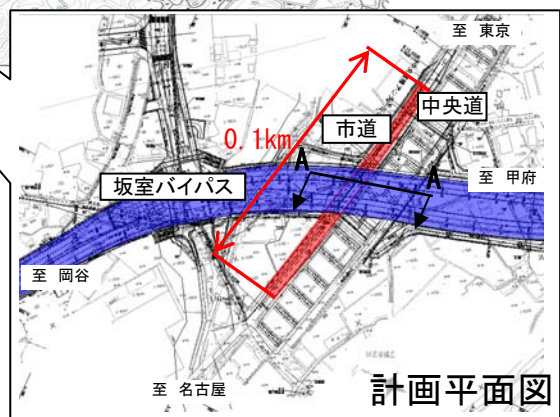 至 東京
中央道
市道
0.1km
A
A
坂室バイパス
至 甲府
至 岡谷
至 名古屋
計画平面図